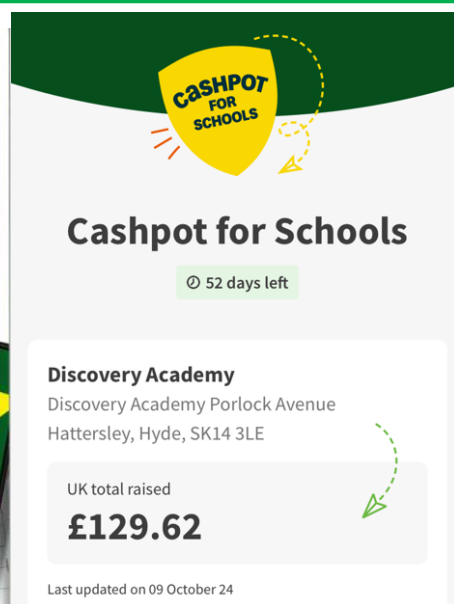 CASHPOT
FOR
SCHOOLS
Cashpot for Schools
52 days left
Discovery Academy
Discovery Academy Porlock Avenue
Hattersley, Hyde, SK14 3LE
UK total raised
£129.62
Last updated on 09 October 24